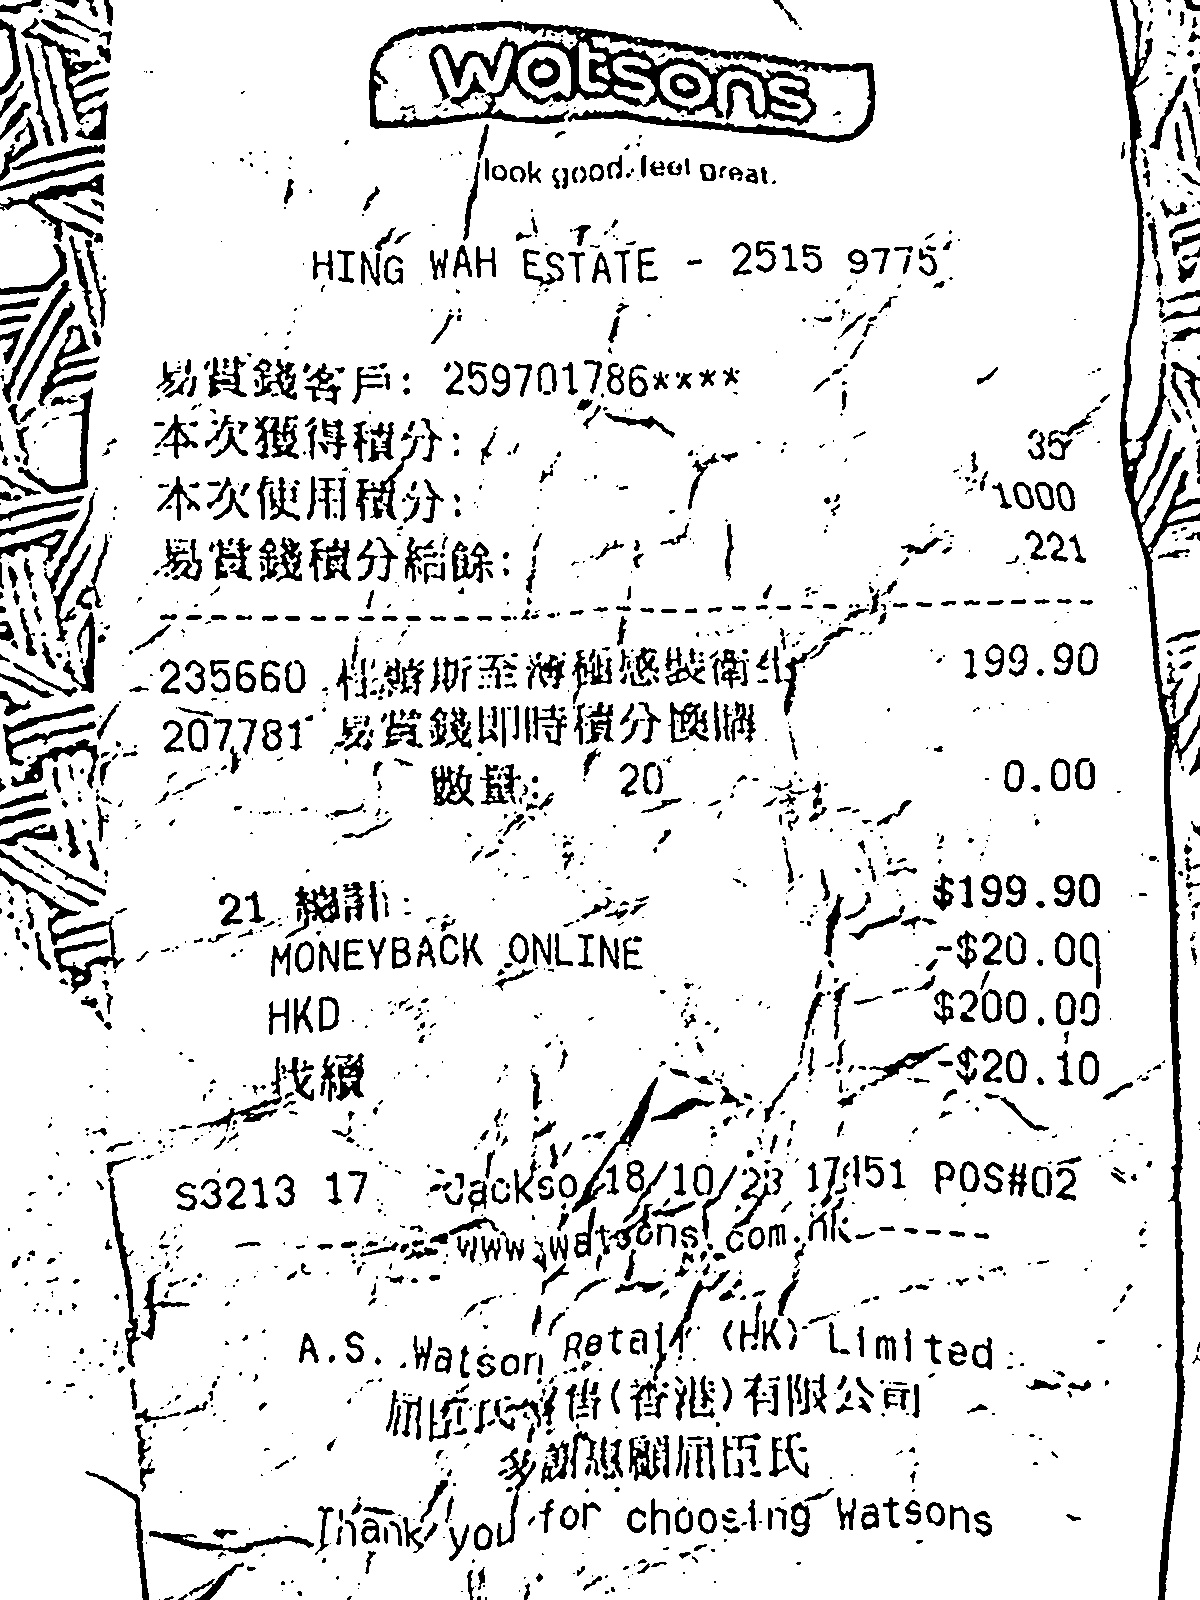 watsons
look good. feel great.
HING WAH ESTATE - 2515 9775
易賞錢客戶: 259701786****
本次獲得積分: 35
本次使用積分: 1000
易賞錢積分結餘: 221
235660 杜蕾斯至薄極感裝衛生 199.90
207781 易賞錢即時積分換購
數量: 20 0.00
21 總計: $199.90
MONEYBACK ONLINE -$20.00
HKD $200.00
找續 -$20.10
S3213 17 Jackso 18/10/23 17:51 POS#02
------www.watsons.com.hk------
A.S. Watson Retail (HK) Limited
屈臣氏零售(香港)有限公司
多謝惠顧屈臣氏
Thank you for choosing Watsons